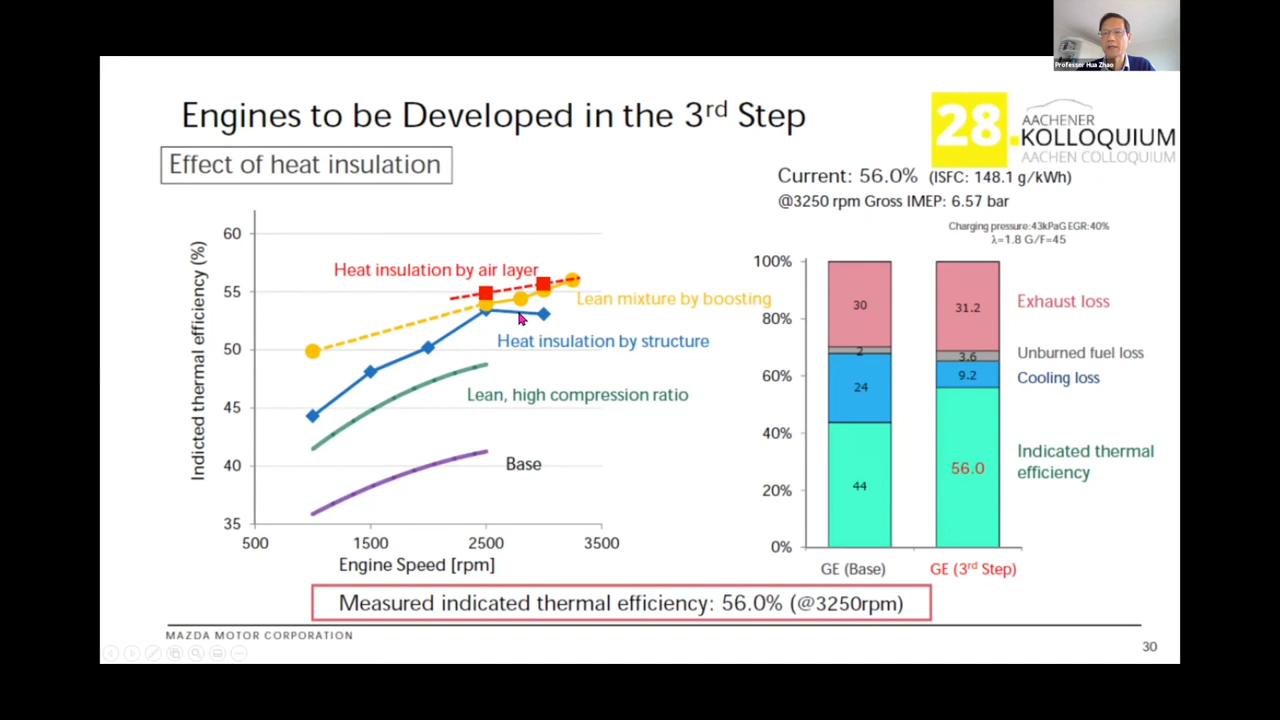 Professor Hua Zhao
Engines to be Developed in the 3rd Step
28.
AACHENER
KOLLOQUIUM
AACHEN COLLOQUIUM
Effect of heat insulation
Current: 56.0% (ISFC: 148.1 g/kWh)
@3250 rpm Gross IMEP: 6.57 bar
Charging pressure:43kPaG EGR:40%
λ=1.8 G/F=45
Indicted thermal efficiency (%)
60
55
50
45
40
35
500
1500
2500
3500
Engine Speed [rpm]
Heat insulation by air layer
Lean mixture by boosting
Heat insulation by structure
Lean, high compression ratio
Base
100%
80%
60%
40%
20%
0%
30
2
24
44
31.2
3.6
9.2
56.0
Exhaust loss
Unburned fuel loss
Cooling loss
Indicated thermal
efficiency
GE (Base)
GE (3rd Step)
Measured indicated thermal efficiency: 56.0% (@3250rpm)
MAZDA MOTOR CORPORATION
30